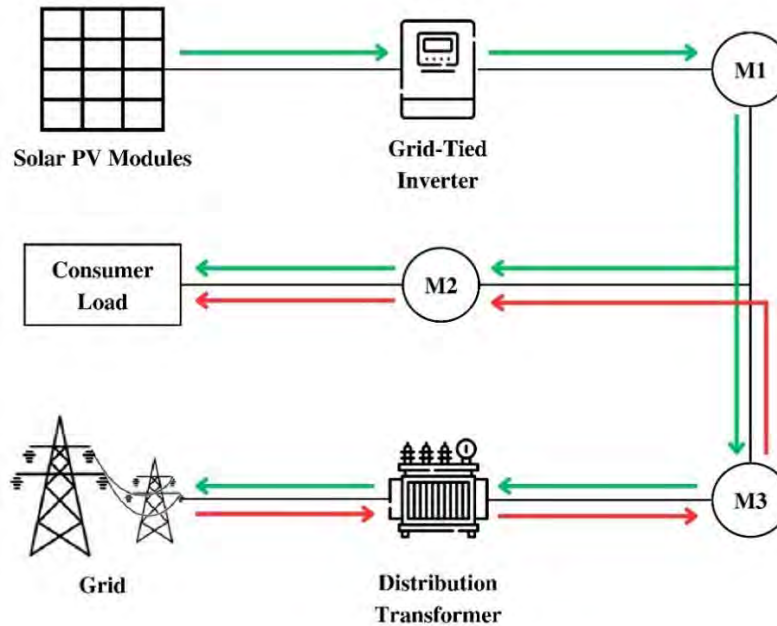 M1
Solar PV Modules
Grid-Tied
Inverter
Consumer
Load
M2
M3
Grid
Distribution
Transformer